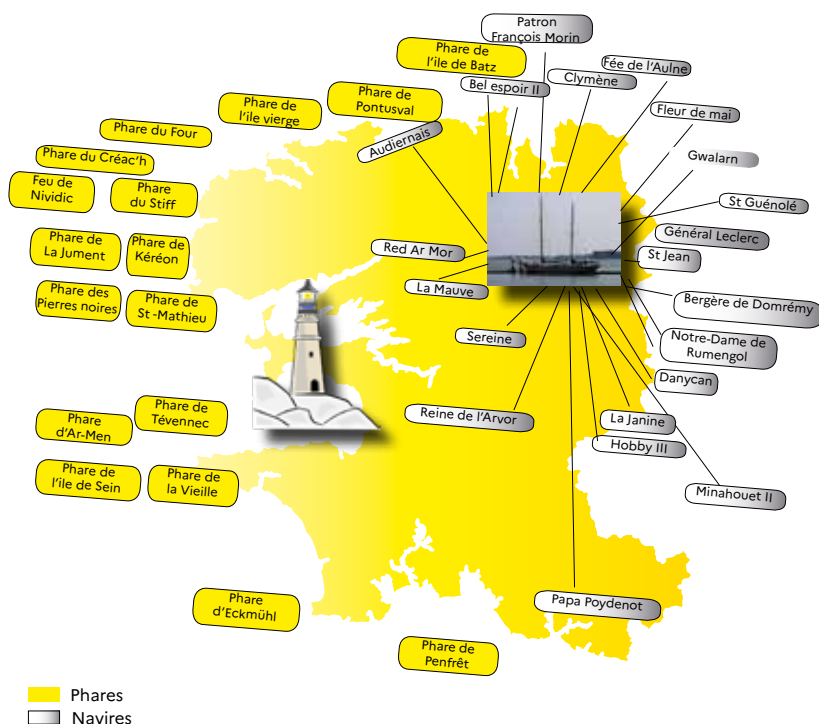 Patron
François Morin
Phare de
l'ile de Batz
Fée de l'Aulne
Clymène
Bel espoir II
Phare de
Pontusval
Phare de
l'ile vierge
Fleur de mai
Phare du Four
Audiernais
Phare du Créac'h
Gwalarn
Feu de
Nividic
Phare
du Stiff
St Guénolé
Général Leclerc
Phare de
La Jument
Phare de
Kéréon
Red Ar Mor
St Jean
La Mauve
Phare des
Pierres noires
Phare de
St -Mathieu
Bergère de Domrémy
Sereine
Notre-Dame de
Rumengol
Danycan
Phare
d'Ar-Men
Phare de
Tévennec
Reine de l'Arvor
La Janine
Hobby III
Phare de
l'ile de Sein
Phare de
la Vieille
Minahouet II
Phare
d'Eckmühl
Papa Poydenot
Phare de
Penfrêt
Phares
Navires